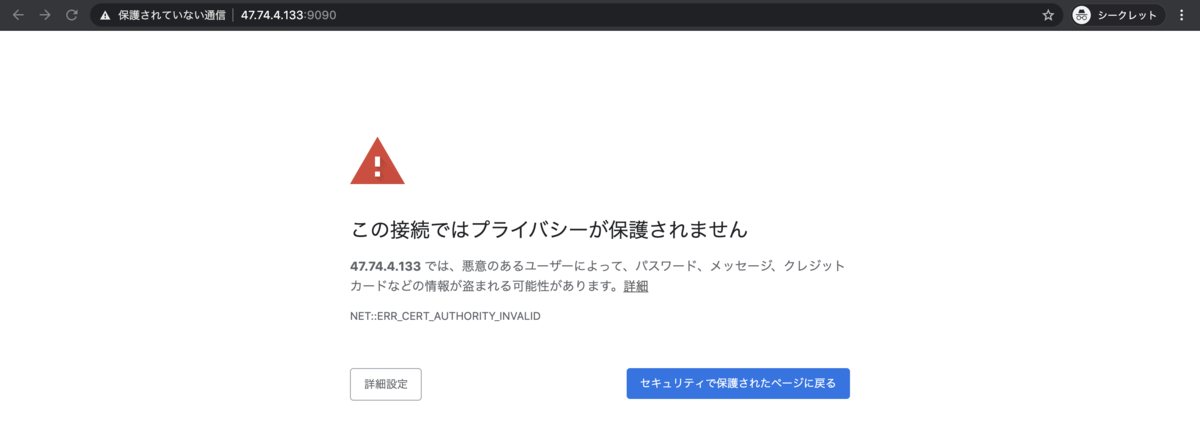 保護されていない通信 47.74.4.133:9090 シークレット
この接続ではプライバシーが保護されません
47.74.4.133 では、悪意のあるユーザーによって、パスワード、メッセージ、クレジット
カードなどの情報が盗まれる可能性があります。詳細
NET::ERR_CERT_AUTHORITY_INVALID
詳細設定 セキュリティで保護されたページに戻る